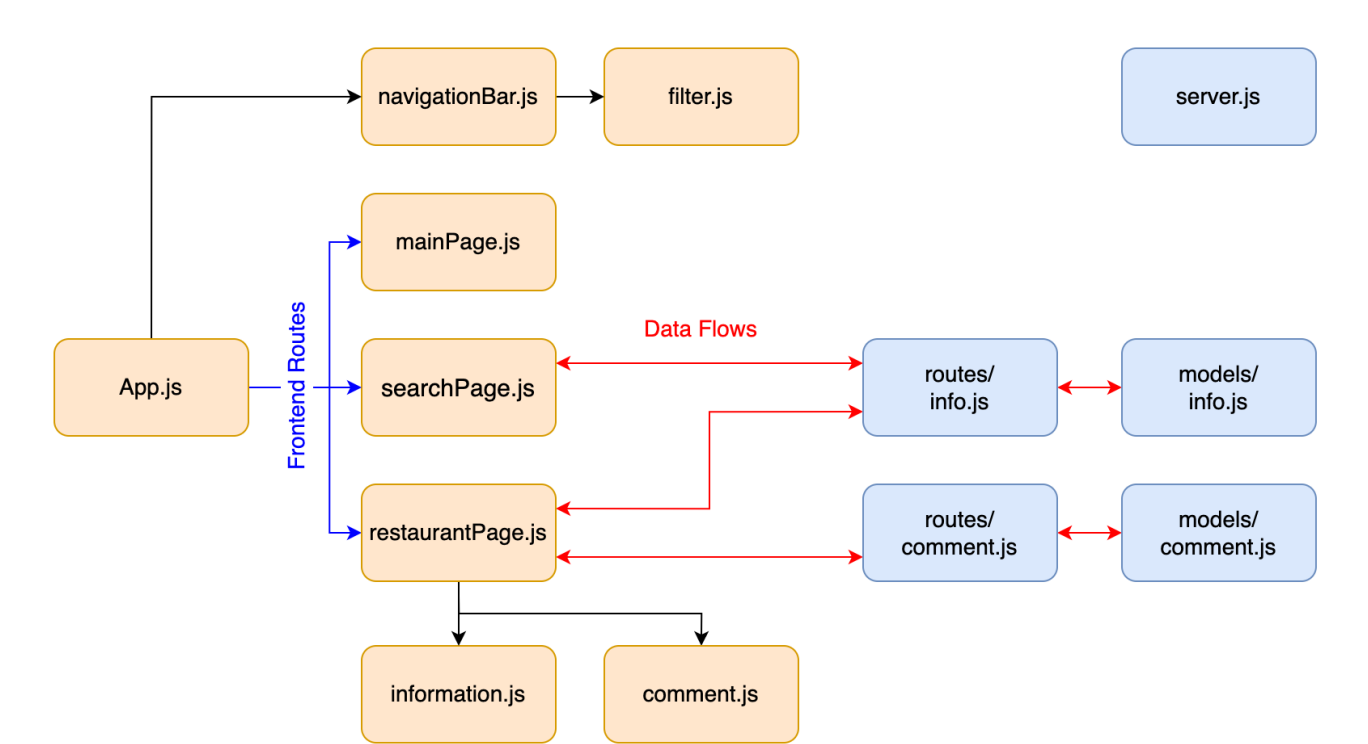 navigationBar.js
filter.js
server.js
mainPage.js
Data Flows
Frontend Routes
App.js
searchPage.js
routes/
info.js
models/
info.js
restaurantPage.js
routes/
comment.js
models/
comment.js
information.js
comment.js